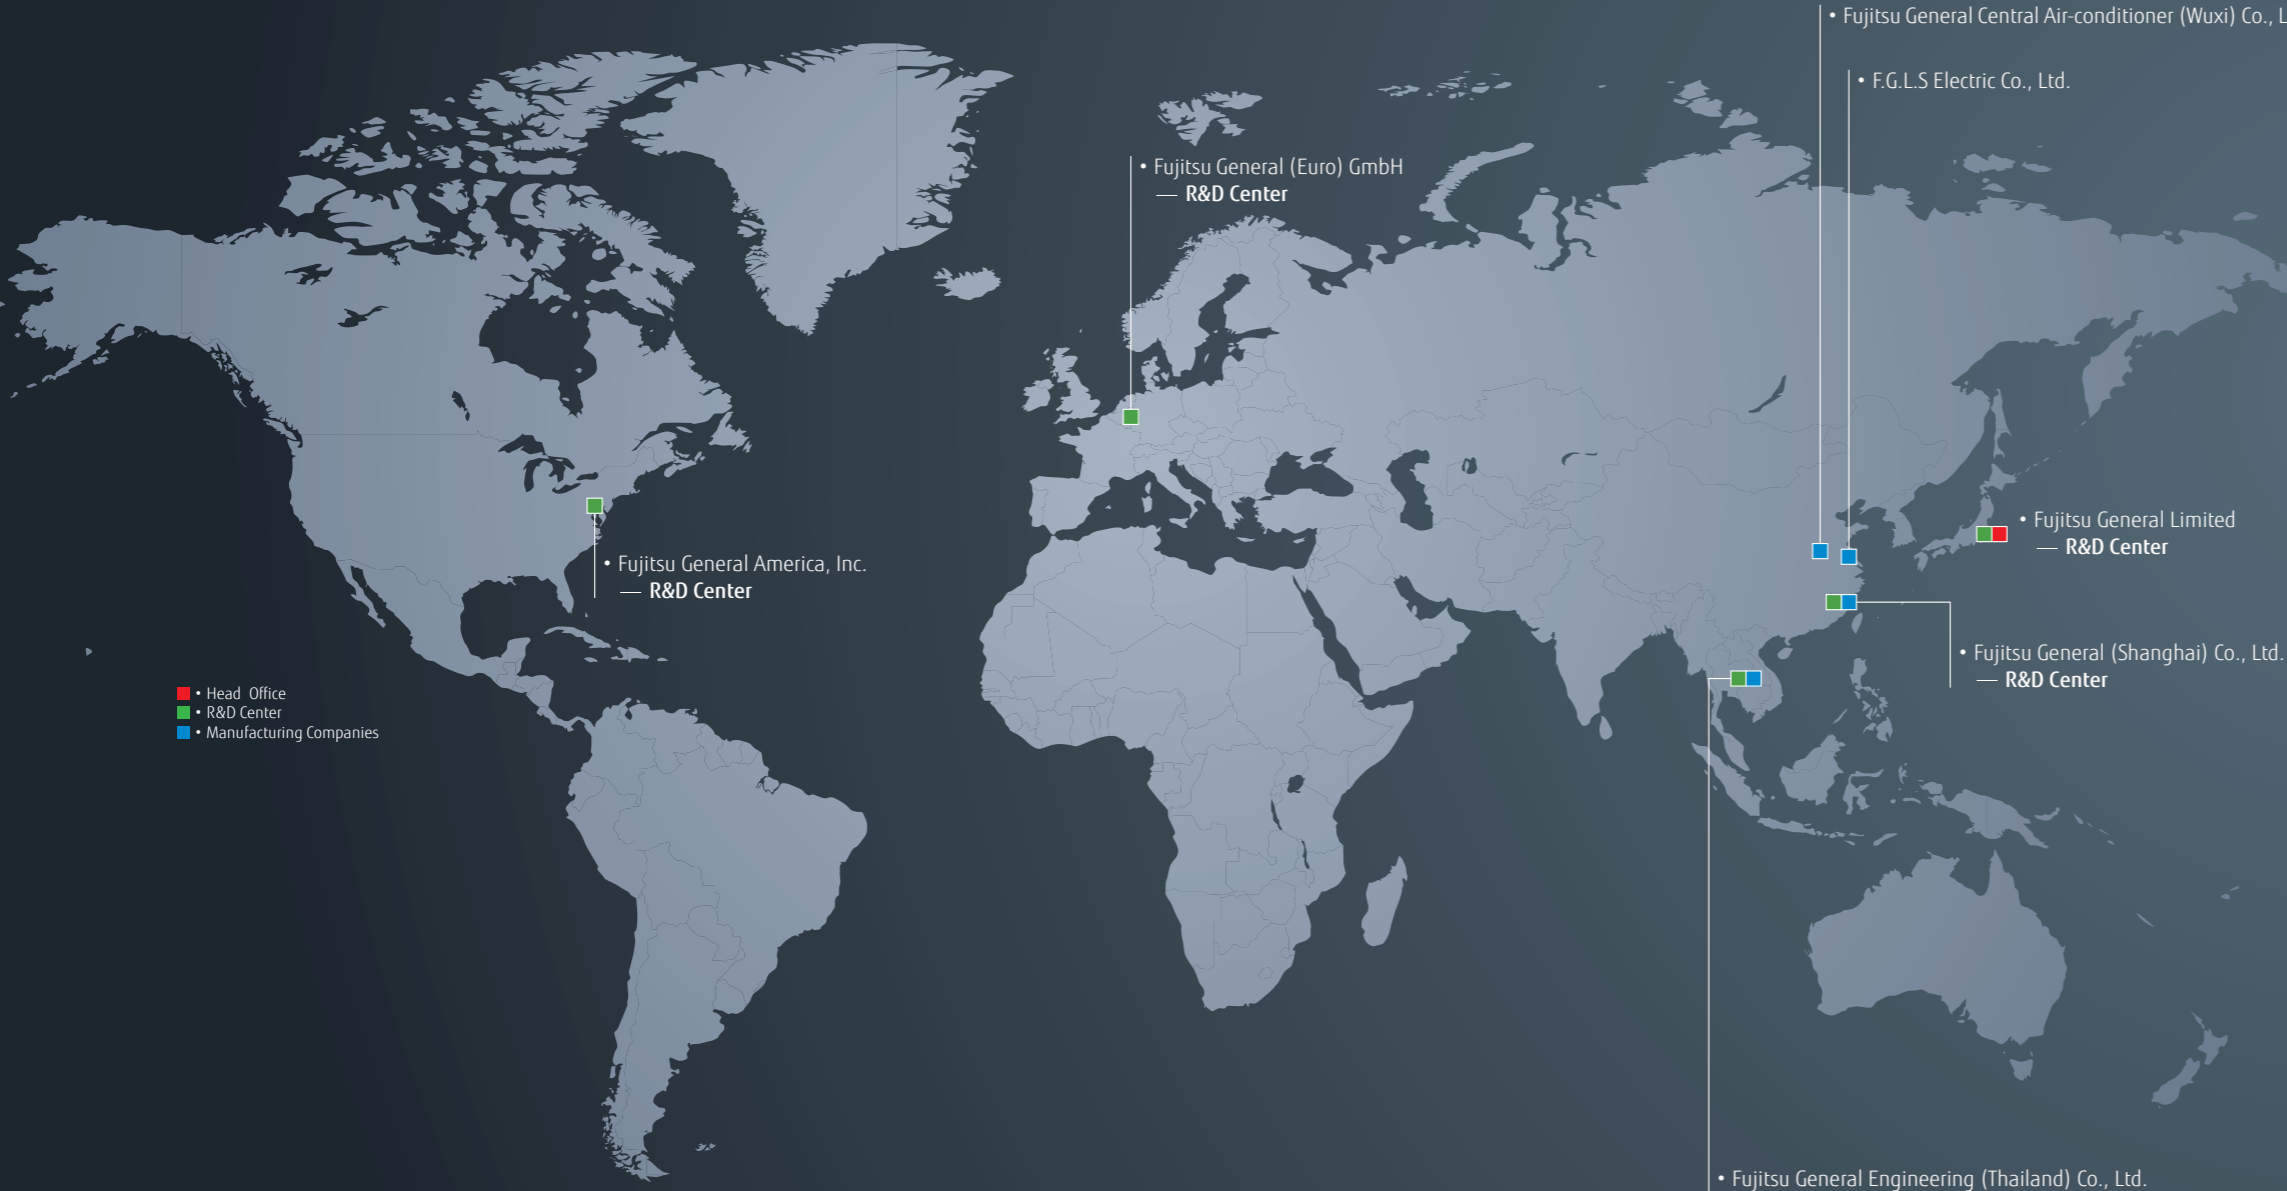 • Fujitsu General Central Air-conditioner (Wuxi) Co., L
• F.G.L.S Electric Co., Ltd.
• Fujitsu General (Euro) GmbH
— R&D Center
• Fujitsu General Limited
— R&D Center
• Fujitsu General America, Inc.
— R&D Center
• Fujitsu General (Shanghai) Co., Ltd.
— R&D Center
• Head Office
• R&D Center
• Manufacturing Companies
• Fujitsu General Engineering (Thailand) Co., Ltd.